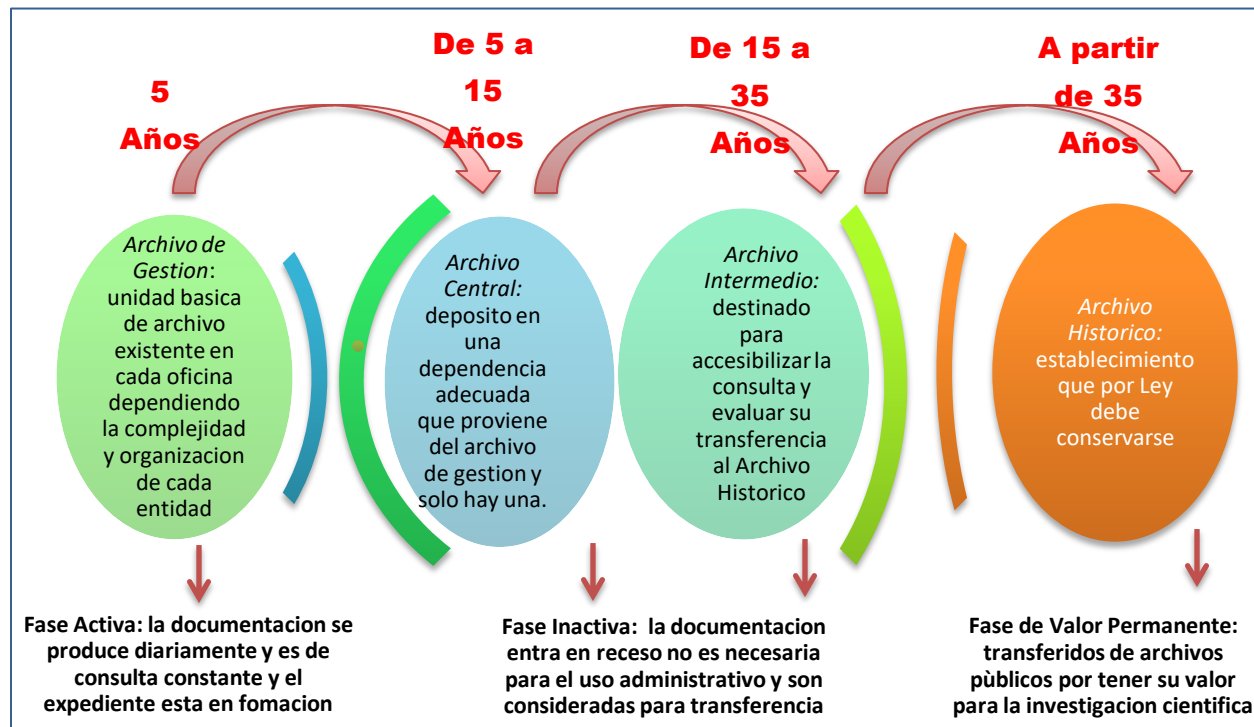 5
Años
De 5 a
15
Años
De 15 a
35
Años
A partir
de 35
Años
Archivo de
Gestion:
unidad basica
de archivo
existente en
cada oficina
dependiendo
la complejidad
y organizacion
de cada
entidad
Archivo
Central:
deposito en
una
dependencia
adecuada
que proviene
del archivo
de gestion y
solo hay una.
Archivo
Intermedio:
destinado
para
accesibilizar la
consulta y
evaluar su
transferencia
al Archivo
Historico
Archivo
Historico:
establecimiento
que por Ley
debe
conservarse
Fase Activa: la documentacion se
produce diariamente y es de
consulta constante y el
expediente esta en fomacion
Fase Inactiva: la documentacion
entra en receso no es necesaria
para el uso administrativo y son
consideradas para transferencia
Fase de Valor Permanente:
transferidos de archivos
pùblicos por tener su valor
para la investigacion cientifica